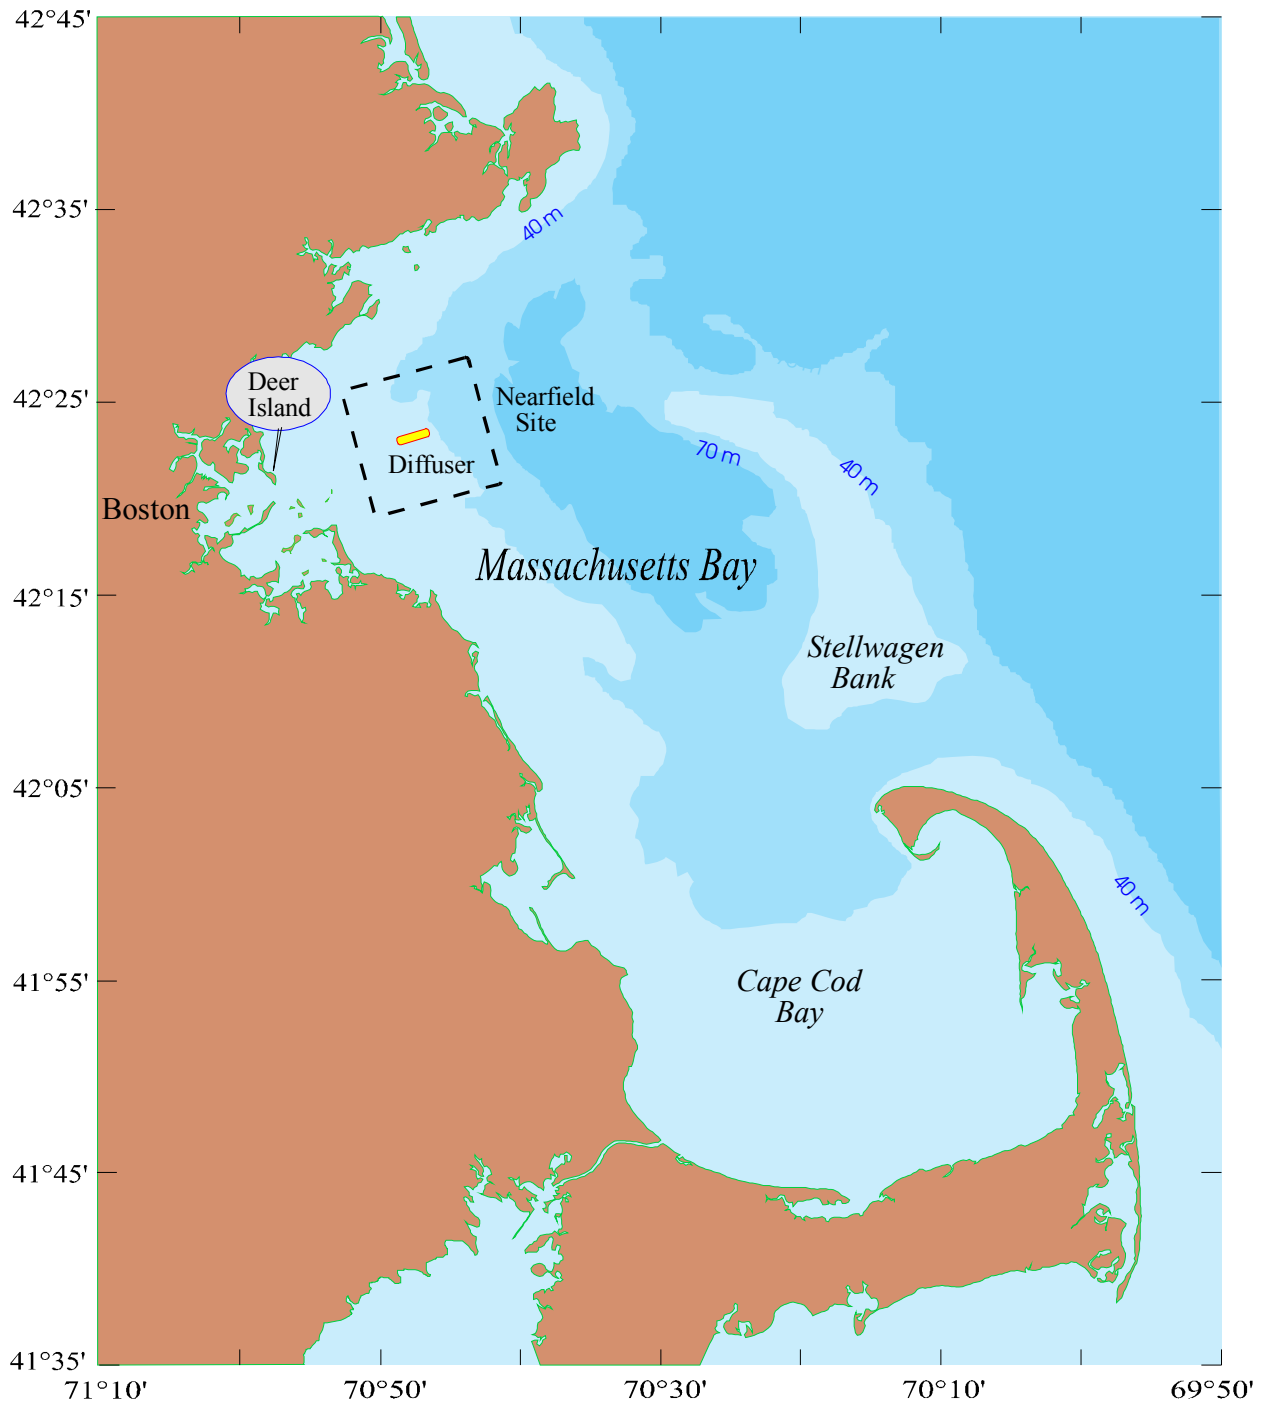 42°45'
42°35'
40 m
Deer
Island
42°25'
Nearfield
Site
70 m
40 m
Diffuser
Boston
Massachusetts Bay
42°15'
Stellwagen
Bank
42°05'
40 m
41°55'
Cape Cod
Bay
41°45'
41°35'
71°10'
70°50'
70°30'
70°10'
69°50'